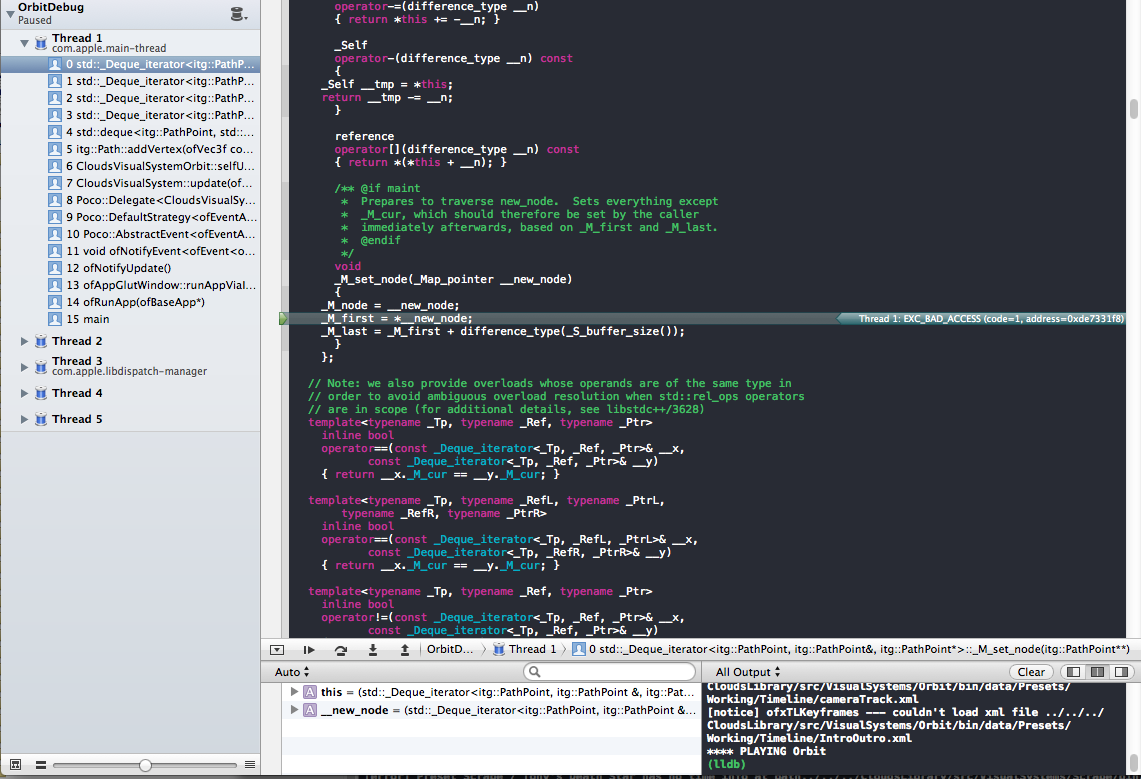 OrbitDebug
Paused
Thread 1
com.apple.main-thread
0 std::_Deque_iterator<itg::PathP...
1 std::_Deque_iterator<itg::PathP...
2 std::_Deque_iterator<itg::PathP...
3 std::_Deque_iterator<itg::PathP...
4 std::deque<itg::PathPoint, std::...
5 itg::Path::addVertex(ofVec3f co...
6 CloudsVisualSystemOrbit::selfU...
7 CloudsVisualSystem::update(of...
8 Poco::Delegate<CloudsVisualSy...
9 Poco::DefaultStrategy<ofEventA...
10 Poco::AbstractEvent<ofEventA...
11 void ofNotifyEvent<ofEvent<o...
12 ofNotifyUpdate()
13 ofAppGlutWindow::runAppViaI...
14 ofRunApp(ofBaseApp*)
15 main
Thread 2
Thread 3
com.apple.libdispatch-manager
Thread 4
Thread 5
operator-=(difference_type __n)
{ return *this += -__n; }
_Self
operator-(difference_type __n) const
{
_Self __tmp = *this;
return __tmp -= __n;
}
reference
operator[](difference_type __n) const
{ return *(*this + __n); }
/** @if maint
* Prepares to traverse new_node. Sets everything except
* _M_cur, which should therefore be set by the caller
* immediately afterwards, based on _M_first and _M_last.
* @endif
*/
void
_M_set_node(_Map_pointer __new_node)
{
_M_node = __new_node;
_M_first = *__new_node; Thread 1: EXC_BAD_ACCESS (code=1, address=0xde7331f8)
_M_last = _M_first + difference_type(_S_buffer_size());
}
};
// Note: we also provide overloads whose operands are of the same type in
// order to avoid ambiguous overload resolution when std::rel_ops operators
// are in scope (for additional details, see libstdc++/3628)
template<typename _Tp, typename _Ref, typename _Ptr>
inline bool
operator==(const _Deque_iterator<_Tp, _Ref, _Ptr>& __x,
const _Deque_iterator<_Tp, _Ref, _Ptr>& __y)
{ return __x._M_cur == __y._M_cur; }
template<typename _Tp, typename _RefL, typename _PtrL,
typename _RefR, typename _PtrR>
inline bool
operator==(const _Deque_iterator<_Tp, _RefL, _PtrL>& __x,
const _Deque_iterator<_Tp, _RefR, _PtrR>& __y)
{ return __x._M_cur == __y._M_cur; }
template<typename _Tp, typename _Ref, typename _Ptr>
inline bool
operator!=(const _Deque_iterator<_Tp, _Ref, _Ptr>& __x,
const _Deque_iterator<_Tp, _Ref, _Ptr>& __y)
OrbitD... Thread 1 0 std::_Deque_iterator<itg::PathPoint, itg::PathPoint&, itg::PathPoint*>::_M_set_node(itg::PathPoint**)
Auto
All Output
Clear
A this = (std::_Deque_iterator<itg::PathPoint, itg::PathPoint &, itg::Pat...
A __new_node = (std::_Deque_iterator<itg::PathPoint, itg::PathPoint &...
CloudsLibrary/src/VisualSystems/Orbit/bin/data/Presets/
Working/Timeline/cameraTrack.xml
[notice] ofxTLKeyframes --- couldn't load xml file ../../../
CloudsLibrary/src/VisualSystems/Orbit/bin/data/Presets/
Working/Timeline/IntroOutro.xml
**** PLAYING Orbit
(lldb)